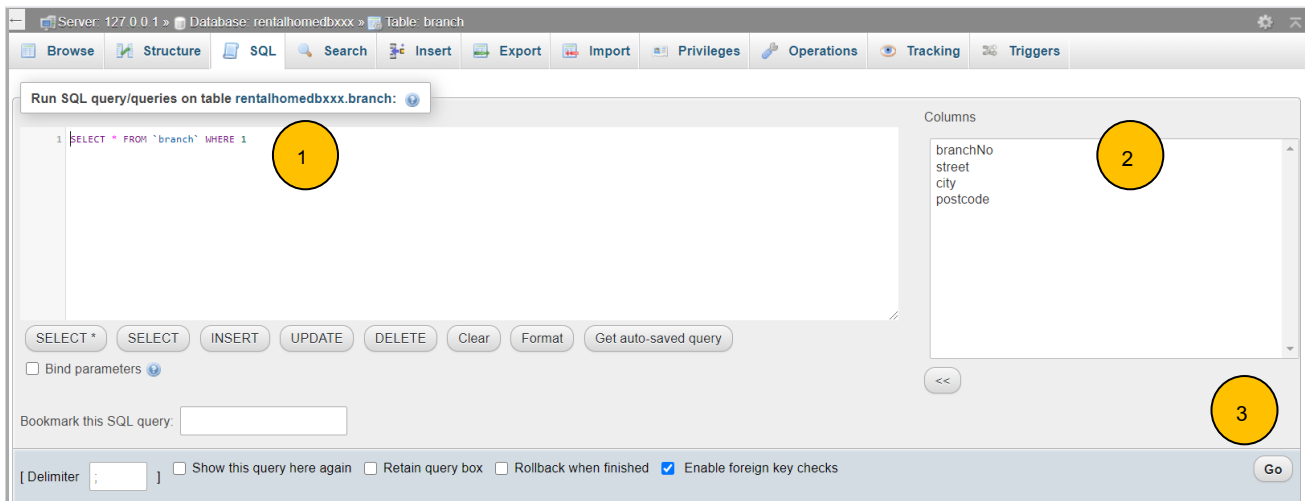 Server: 127.0.0.1 » Database: rentalhomedbxxx » Table: branch
Browse Structure SQL Search Insert Export Import Privileges Operations Tracking Triggers
Run SQL query/queries on table rentalhomedbxxx.branch:
Columns
1 SELECT * FROM `branch` WHERE 1
1
branchNo
street
city
postcode
2
SELECT * SELECT INSERT UPDATE DELETE Clear Format Get auto-saved query
Bind parameters
<<
3
Bookmark this SQL query:
[ Delimiter ; ] Show this query here again Retain query box Rollback when finished Enable foreign key checks Go